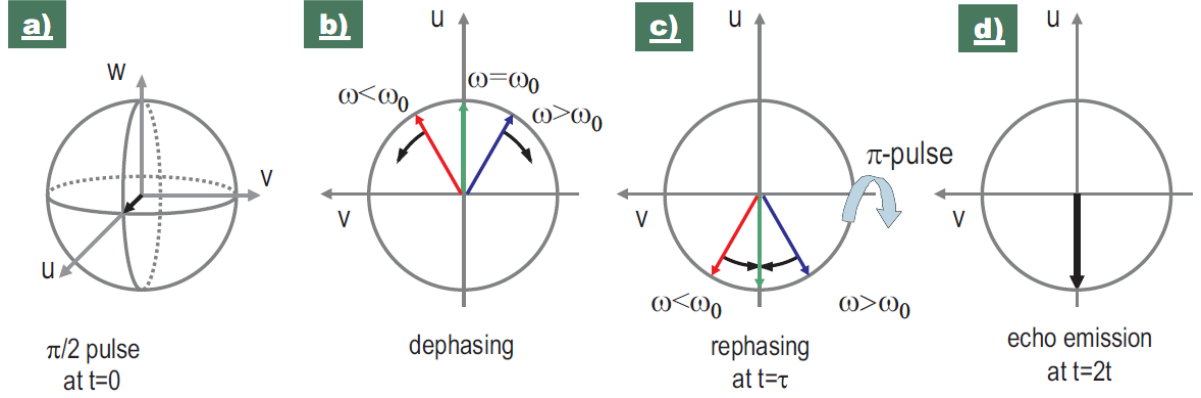 a)
w
v
u
π/2 pulse
at t=0
b)
u
ω=ω₀
ω<ω₀
ω>ω₀
v
dephasing
c)
u
π-pulse
v
ω<ω₀
ω>ω₀
rephasing
at t=τ
d)
u
v
echo emission
at t=2t